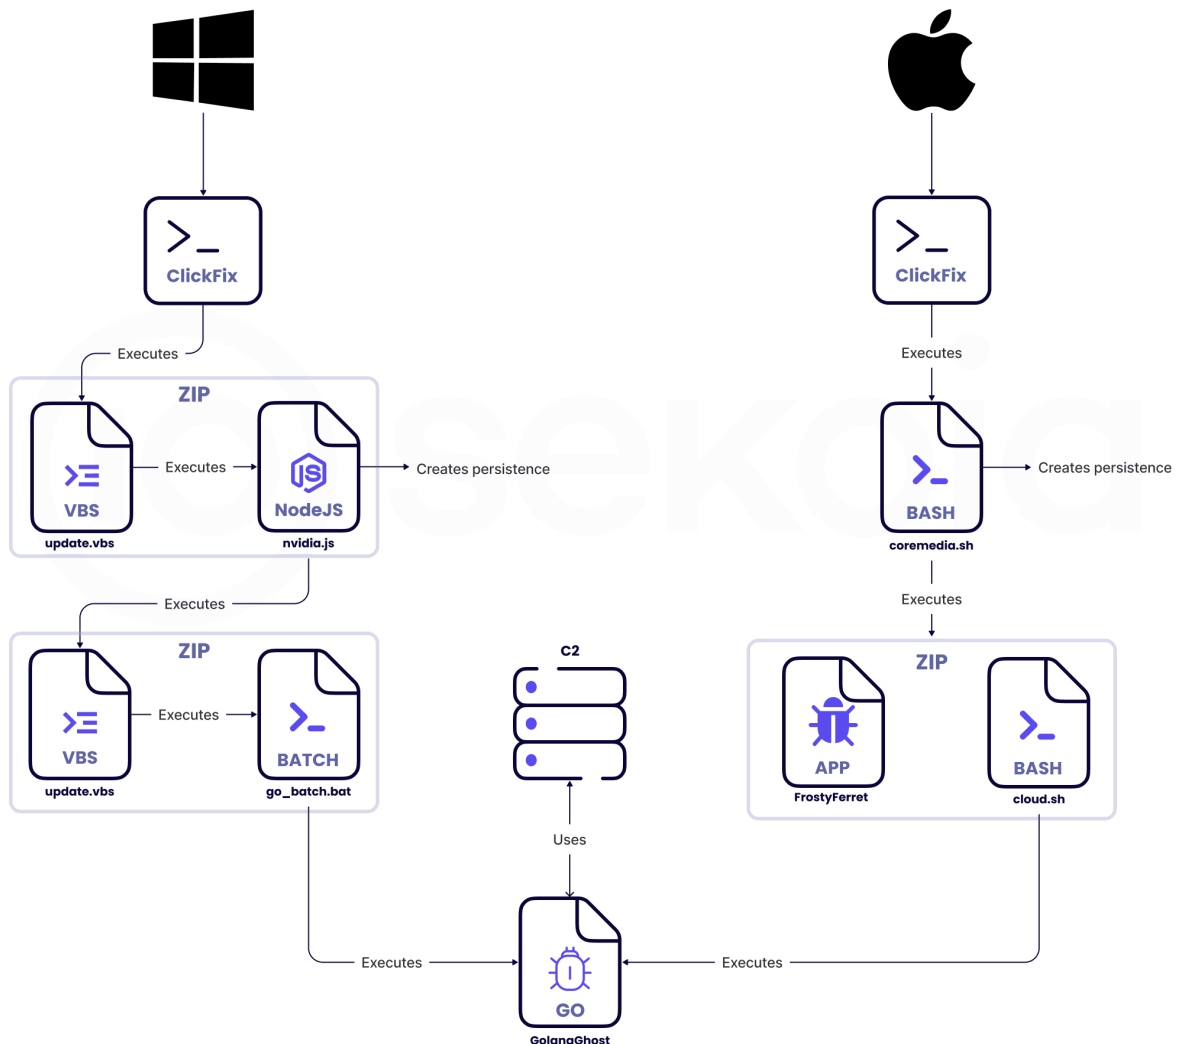 ClickFix
ClickFix
Executes
Executes
ZIP
VBS
update.vbs
Executes
JS
NodeJS
nvidia.js
Creates persistence
BASH
coremedia.sh
Creates persistence
Executes
Executes
ZIP
VBS
update.vbs
Executes
BATCH
go_batch.bat
C2
ZIP
APP
FrostyFerret
BASH
cloud.sh
Uses
Executes
Executes
GO
GolangGhost
sekoia